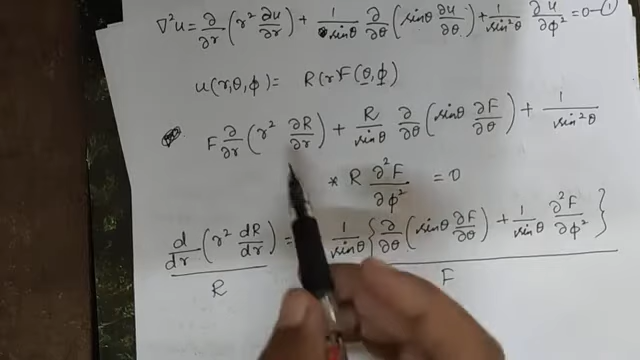 ∇²u = ∂/∂r (r² ∂u/∂r) + 1/sinθ ∂/∂θ (sinθ ∂u/∂θ) + 1/sin²θ ∂²u/∂φ² = 0 — ①
u(r,θ,φ) = R(r)F(θ,φ)
F ∂/∂r (r² ∂R/∂r) + R/sinθ ∂/∂θ (sinθ ∂F/∂θ) + 1/sin²θ
* R ∂²F/∂φ² = 0
d/dr (r² dR/dr) / R = 1/sinθ { ∂/∂θ (sinθ ∂F/∂θ) + 1/sinθ ∂²F/∂φ² } / F